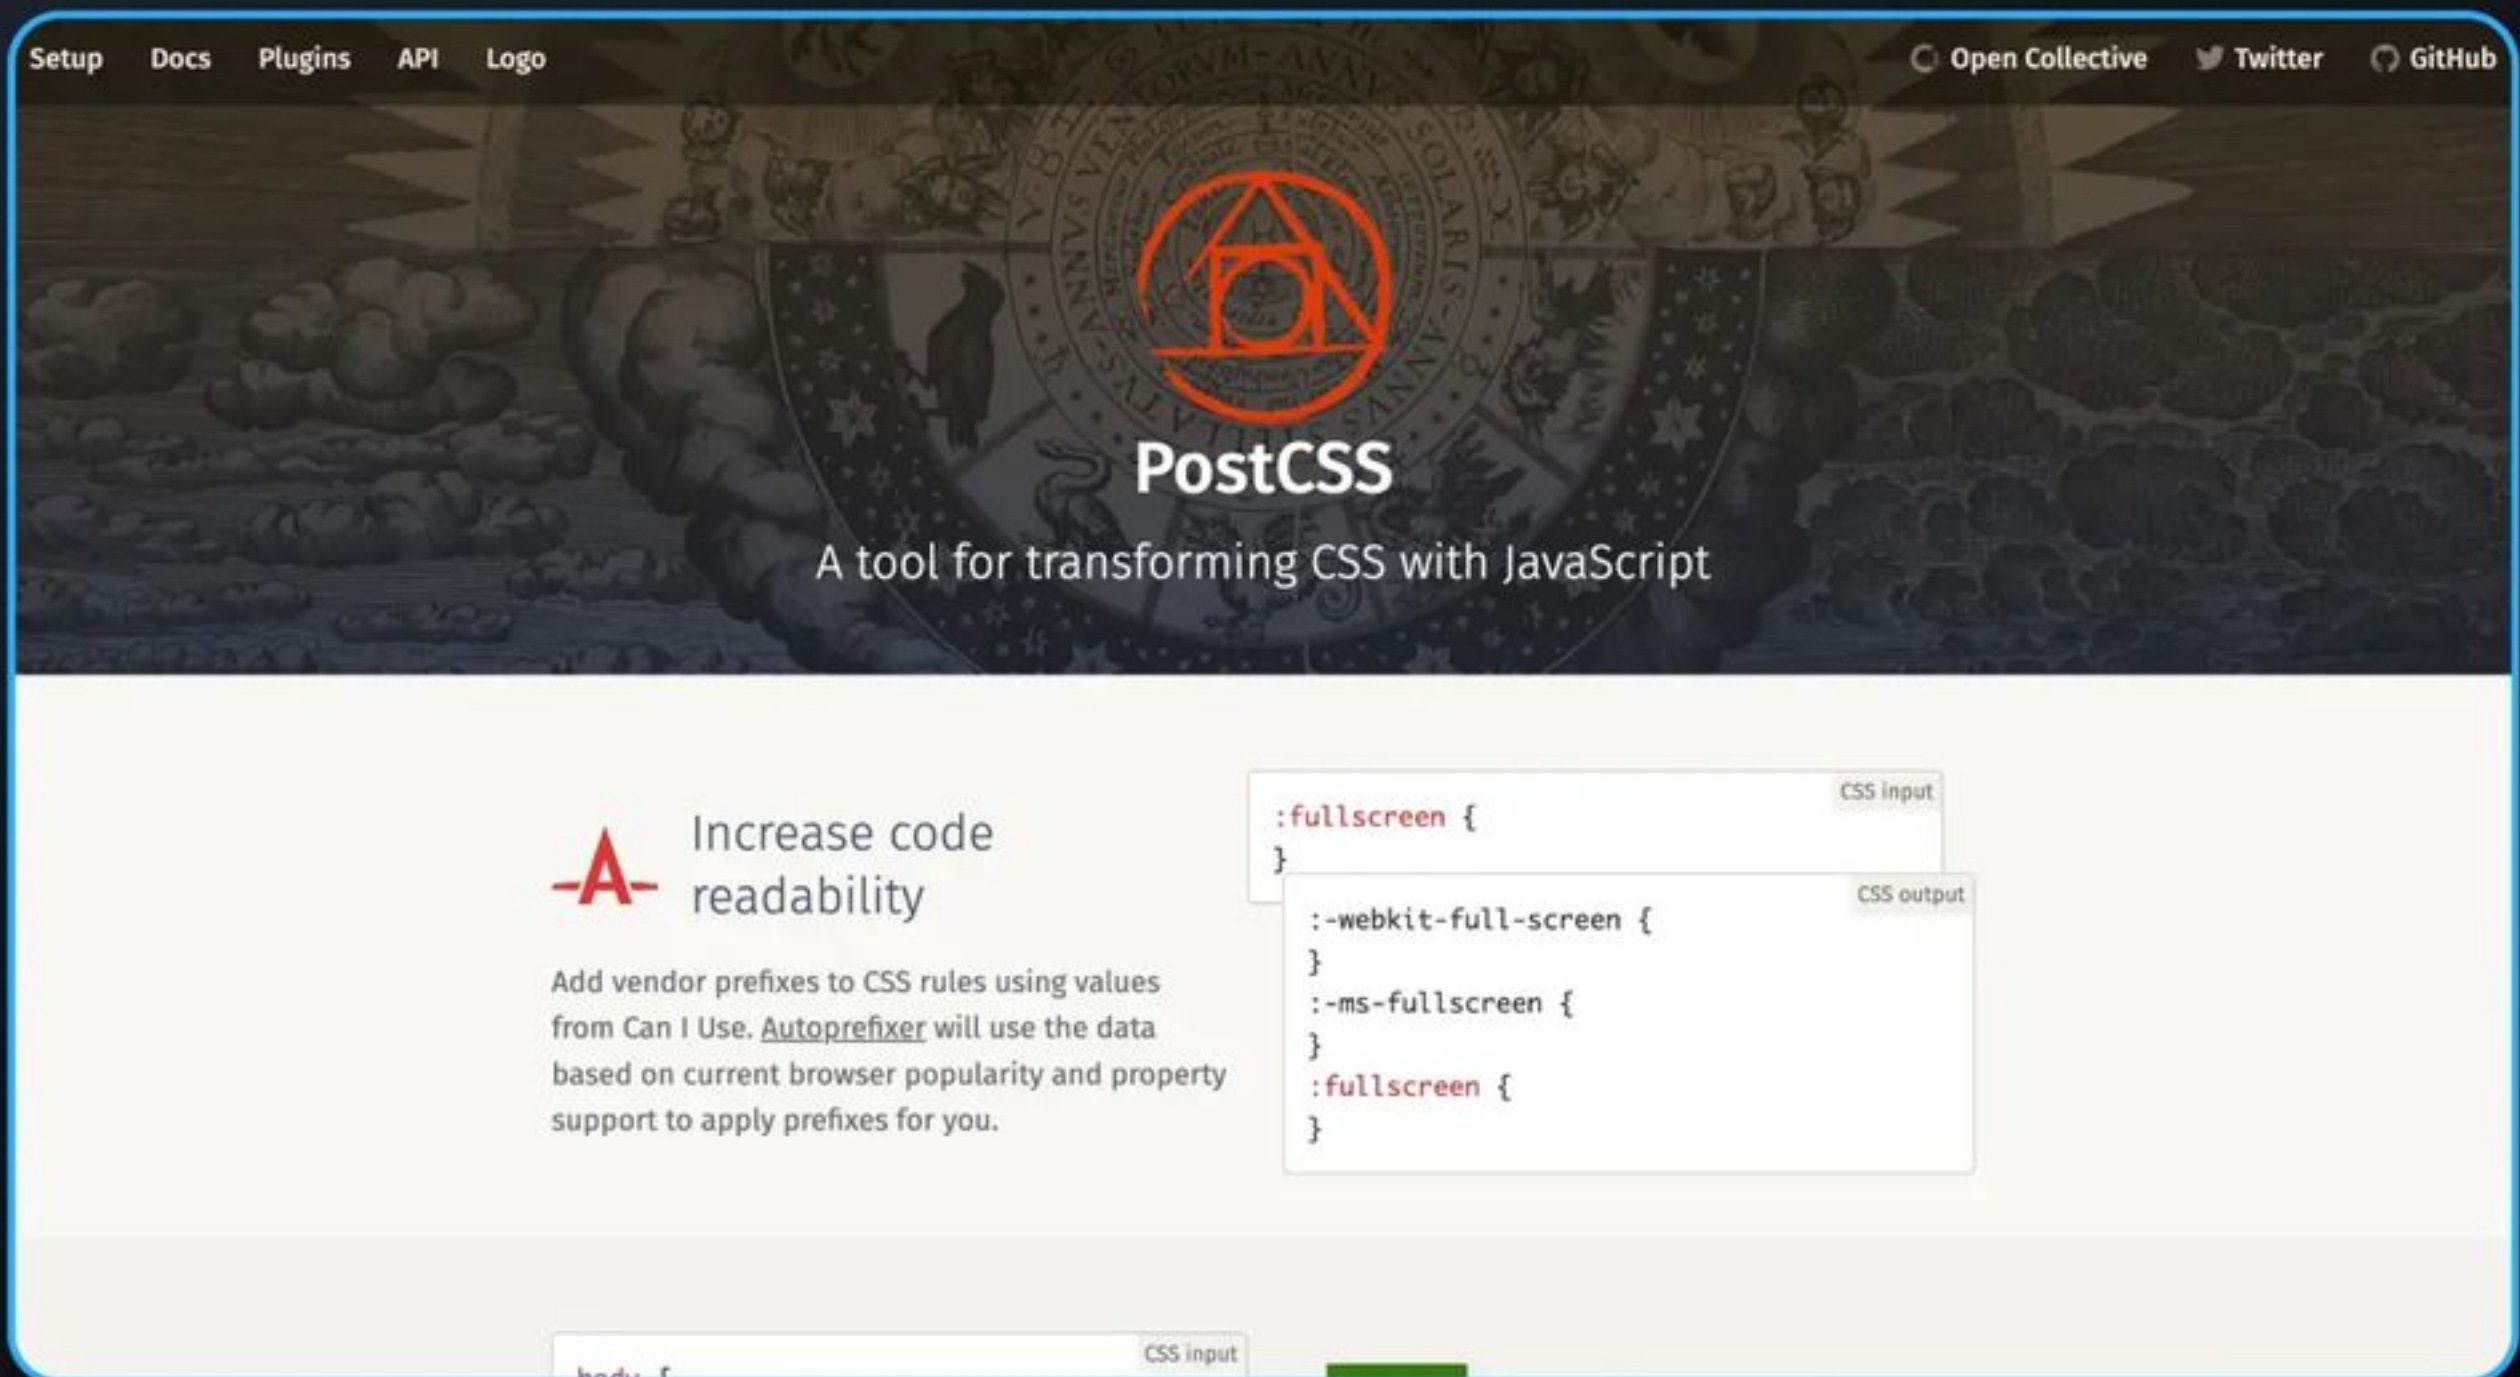 Setup Docs Plugins API Logo Open Collective Twitter GitHub
PostCSS
A tool for transforming CSS with JavaScript
Increase code
readability
Add vendor prefixes to CSS rules using values
from Can I Use. Autoprefixer will use the data
based on current browser popularity and property
support to apply prefixes for you.
CSS input
:fullscreen {
}
CSS output
:-webkit-full-screen {
}
:-ms-fullscreen {
}
:fullscreen {
}
CSS input
body {